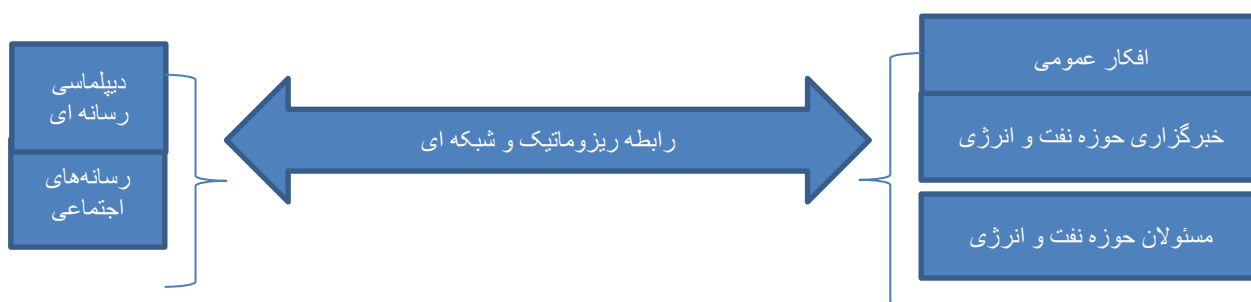 افکار عمومی
خبرگزاری حوزه نفت و انرژی
مسئولان حوزه نفت و انرژی
رابطه ریزوماتیک و شبکه ای
دیپلماسی
رسانه ای
رسانه‌های
اجتماعی